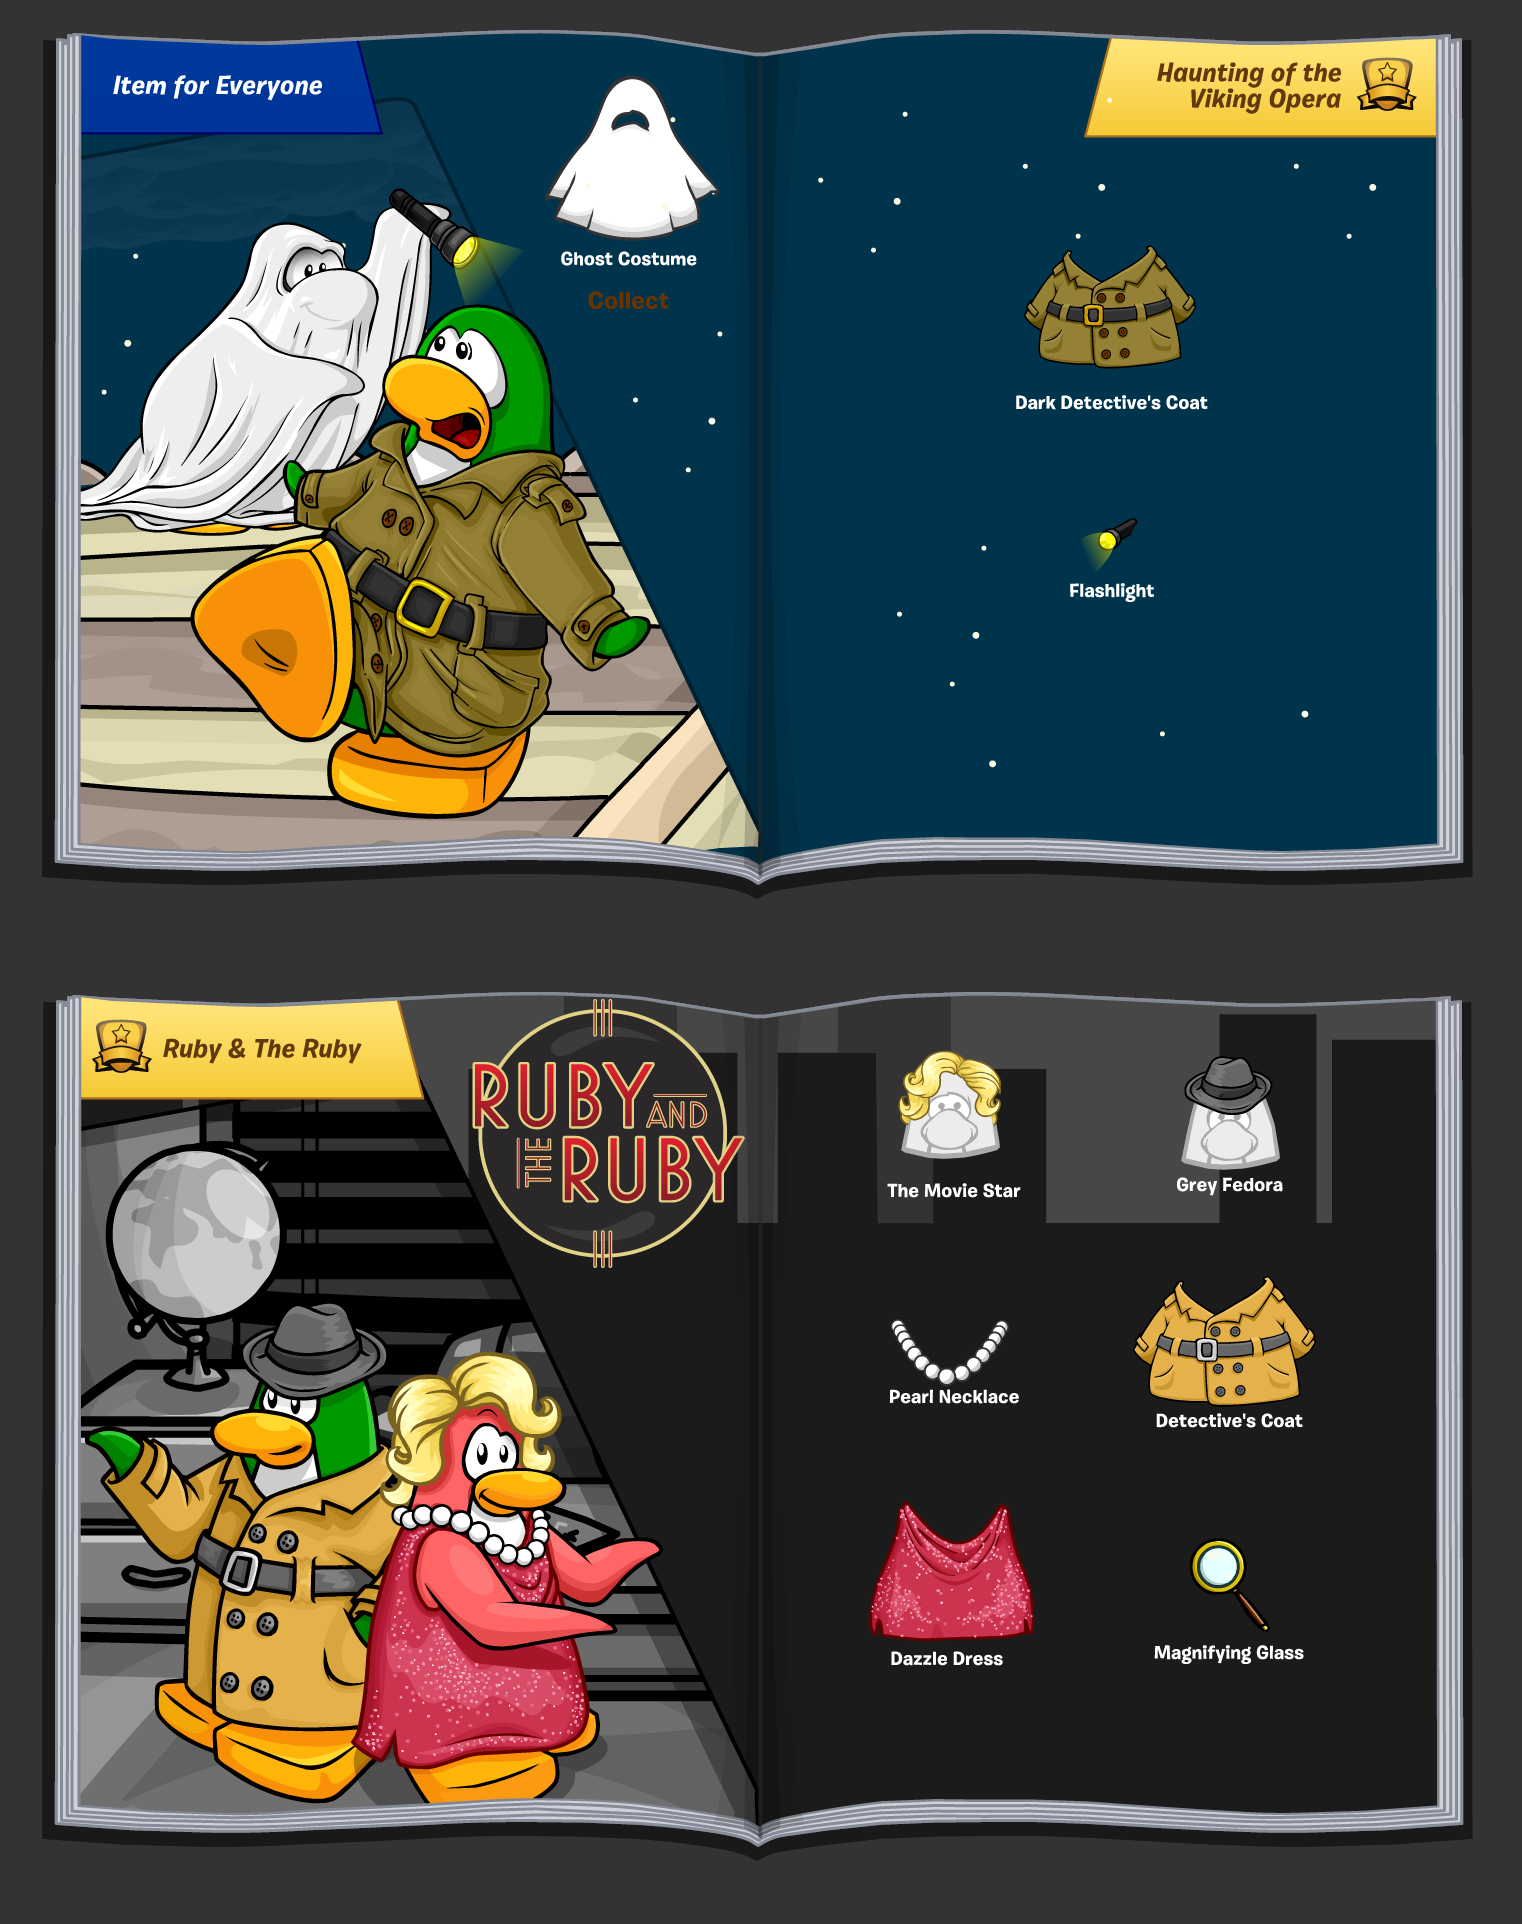 Item for Everyone
Haunting of the
Viking Opera
Ghost Costume
Collect
Dark Detective's Coat
Flashlight
Ruby & The Ruby
RUBY AND
THE RUBY
The Movie Star
Grey Fedora
Pearl Necklace
Detective's Coat
Dazzle Dress
Magnifying Glass